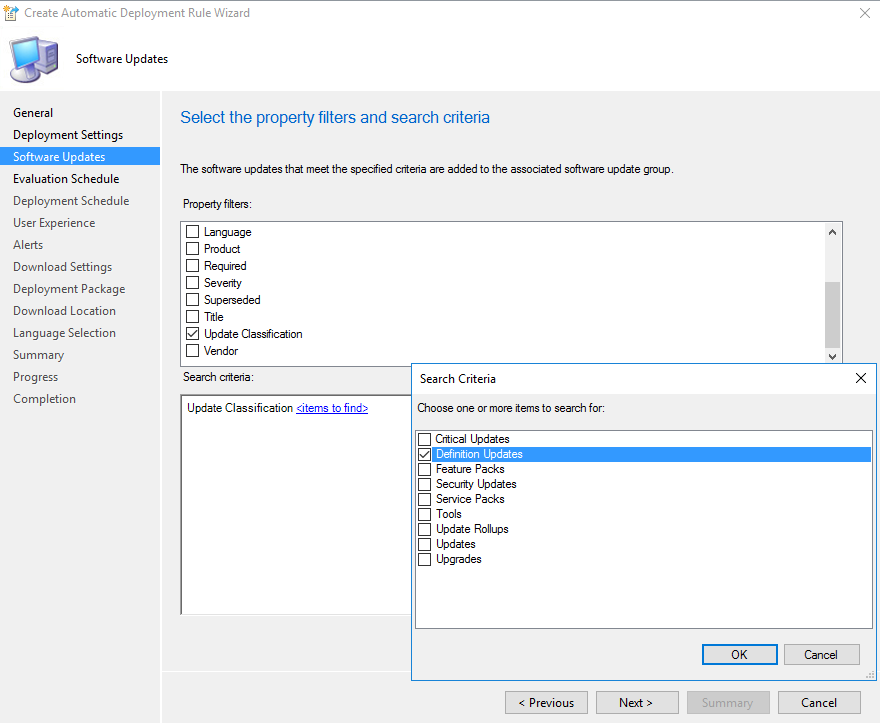 Create Automatic Deployment Rule Wizard
Software Updates
General
Deployment Settings
Software Updates
Evaluation Schedule
Deployment Schedule
User Experience
Alerts
Download Settings
Deployment Package
Download Location
Language Selection
Summary
Progress
Completion
Select the property filters and search criteria
The software updates that meet the specified criteria are added to the associated software update group.
Property filters:
Language
Product
Required
Severity
Superseded
Title
Update Classification
Vendor
Search criteria:
Update Classification <items to find>
Search Criteria
Choose one or more items to search for:
Critical Updates
Definition Updates
Feature Packs
Security Updates
Service Packs
Tools
Update Rollups
Updates
Upgrades
OK Cancel
< Previous Next > Summary Cancel